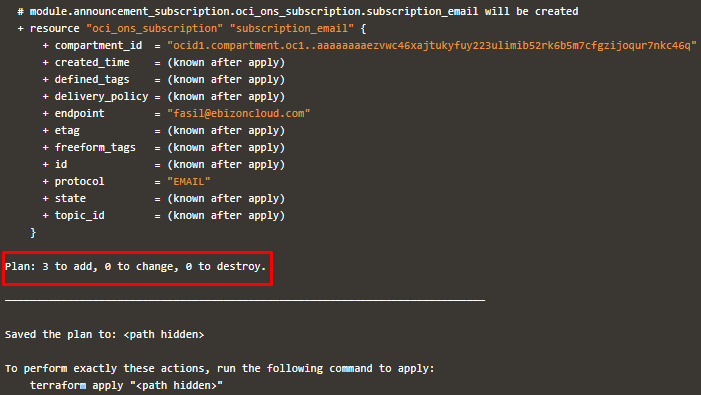 # module.announcement_subscription.oci_ons_subscription.subscription_email will be created
+ resource "oci_ons_subscription" "subscription_email" {
+ compartment_id = "ocid1.compartment.oc1..aaaaaaaaezvwc46xajtukyfuy223ulimib52rk6b5m7cfgzijoqur7nkc46q"
+ created_time = (known after apply)
+ defined_tags = (known after apply)
+ delivery_policy = (known after apply)
+ endpoint = "fasil@ebizoncloud.com"
+ etag = (known after apply)
+ freeform_tags = (known after apply)
+ id = (known after apply)
+ protocol = "EMAIL"
+ state = (known after apply)
+ topic_id = (known after apply)
}
Plan: 3 to add, 0 to change, 0 to destroy.
Saved the plan to: <path hidden>
To perform exactly these actions, run the following command to apply:
terraform apply "<path hidden>"